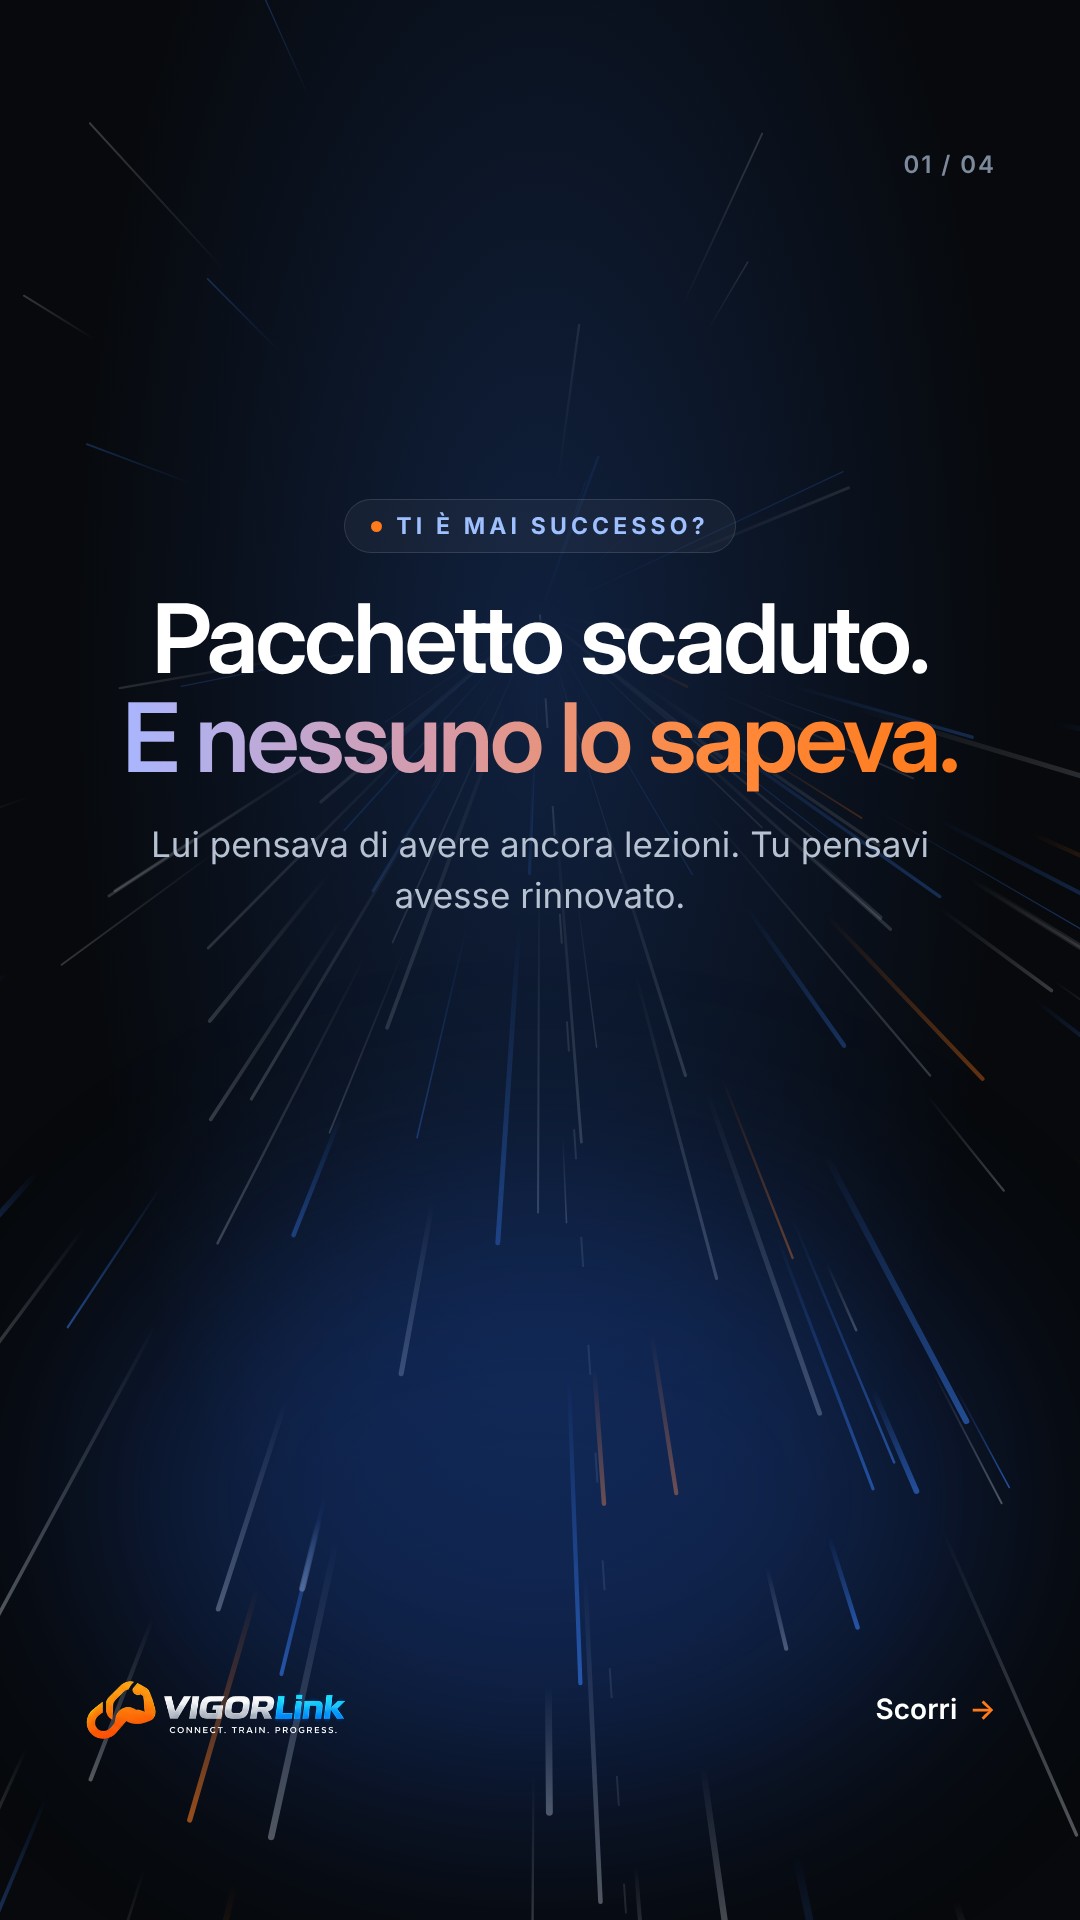 01 / 04
TI È MAI SUCCESSO?
Pacchetto scaduto.
E nessuno lo sapeva.
Lui pensava di avere ancora lezioni. Tu pensavi
avesse rinnovato.
VIGORLink
CONNECT. TRAIN. PROGRESS.
Scorri →